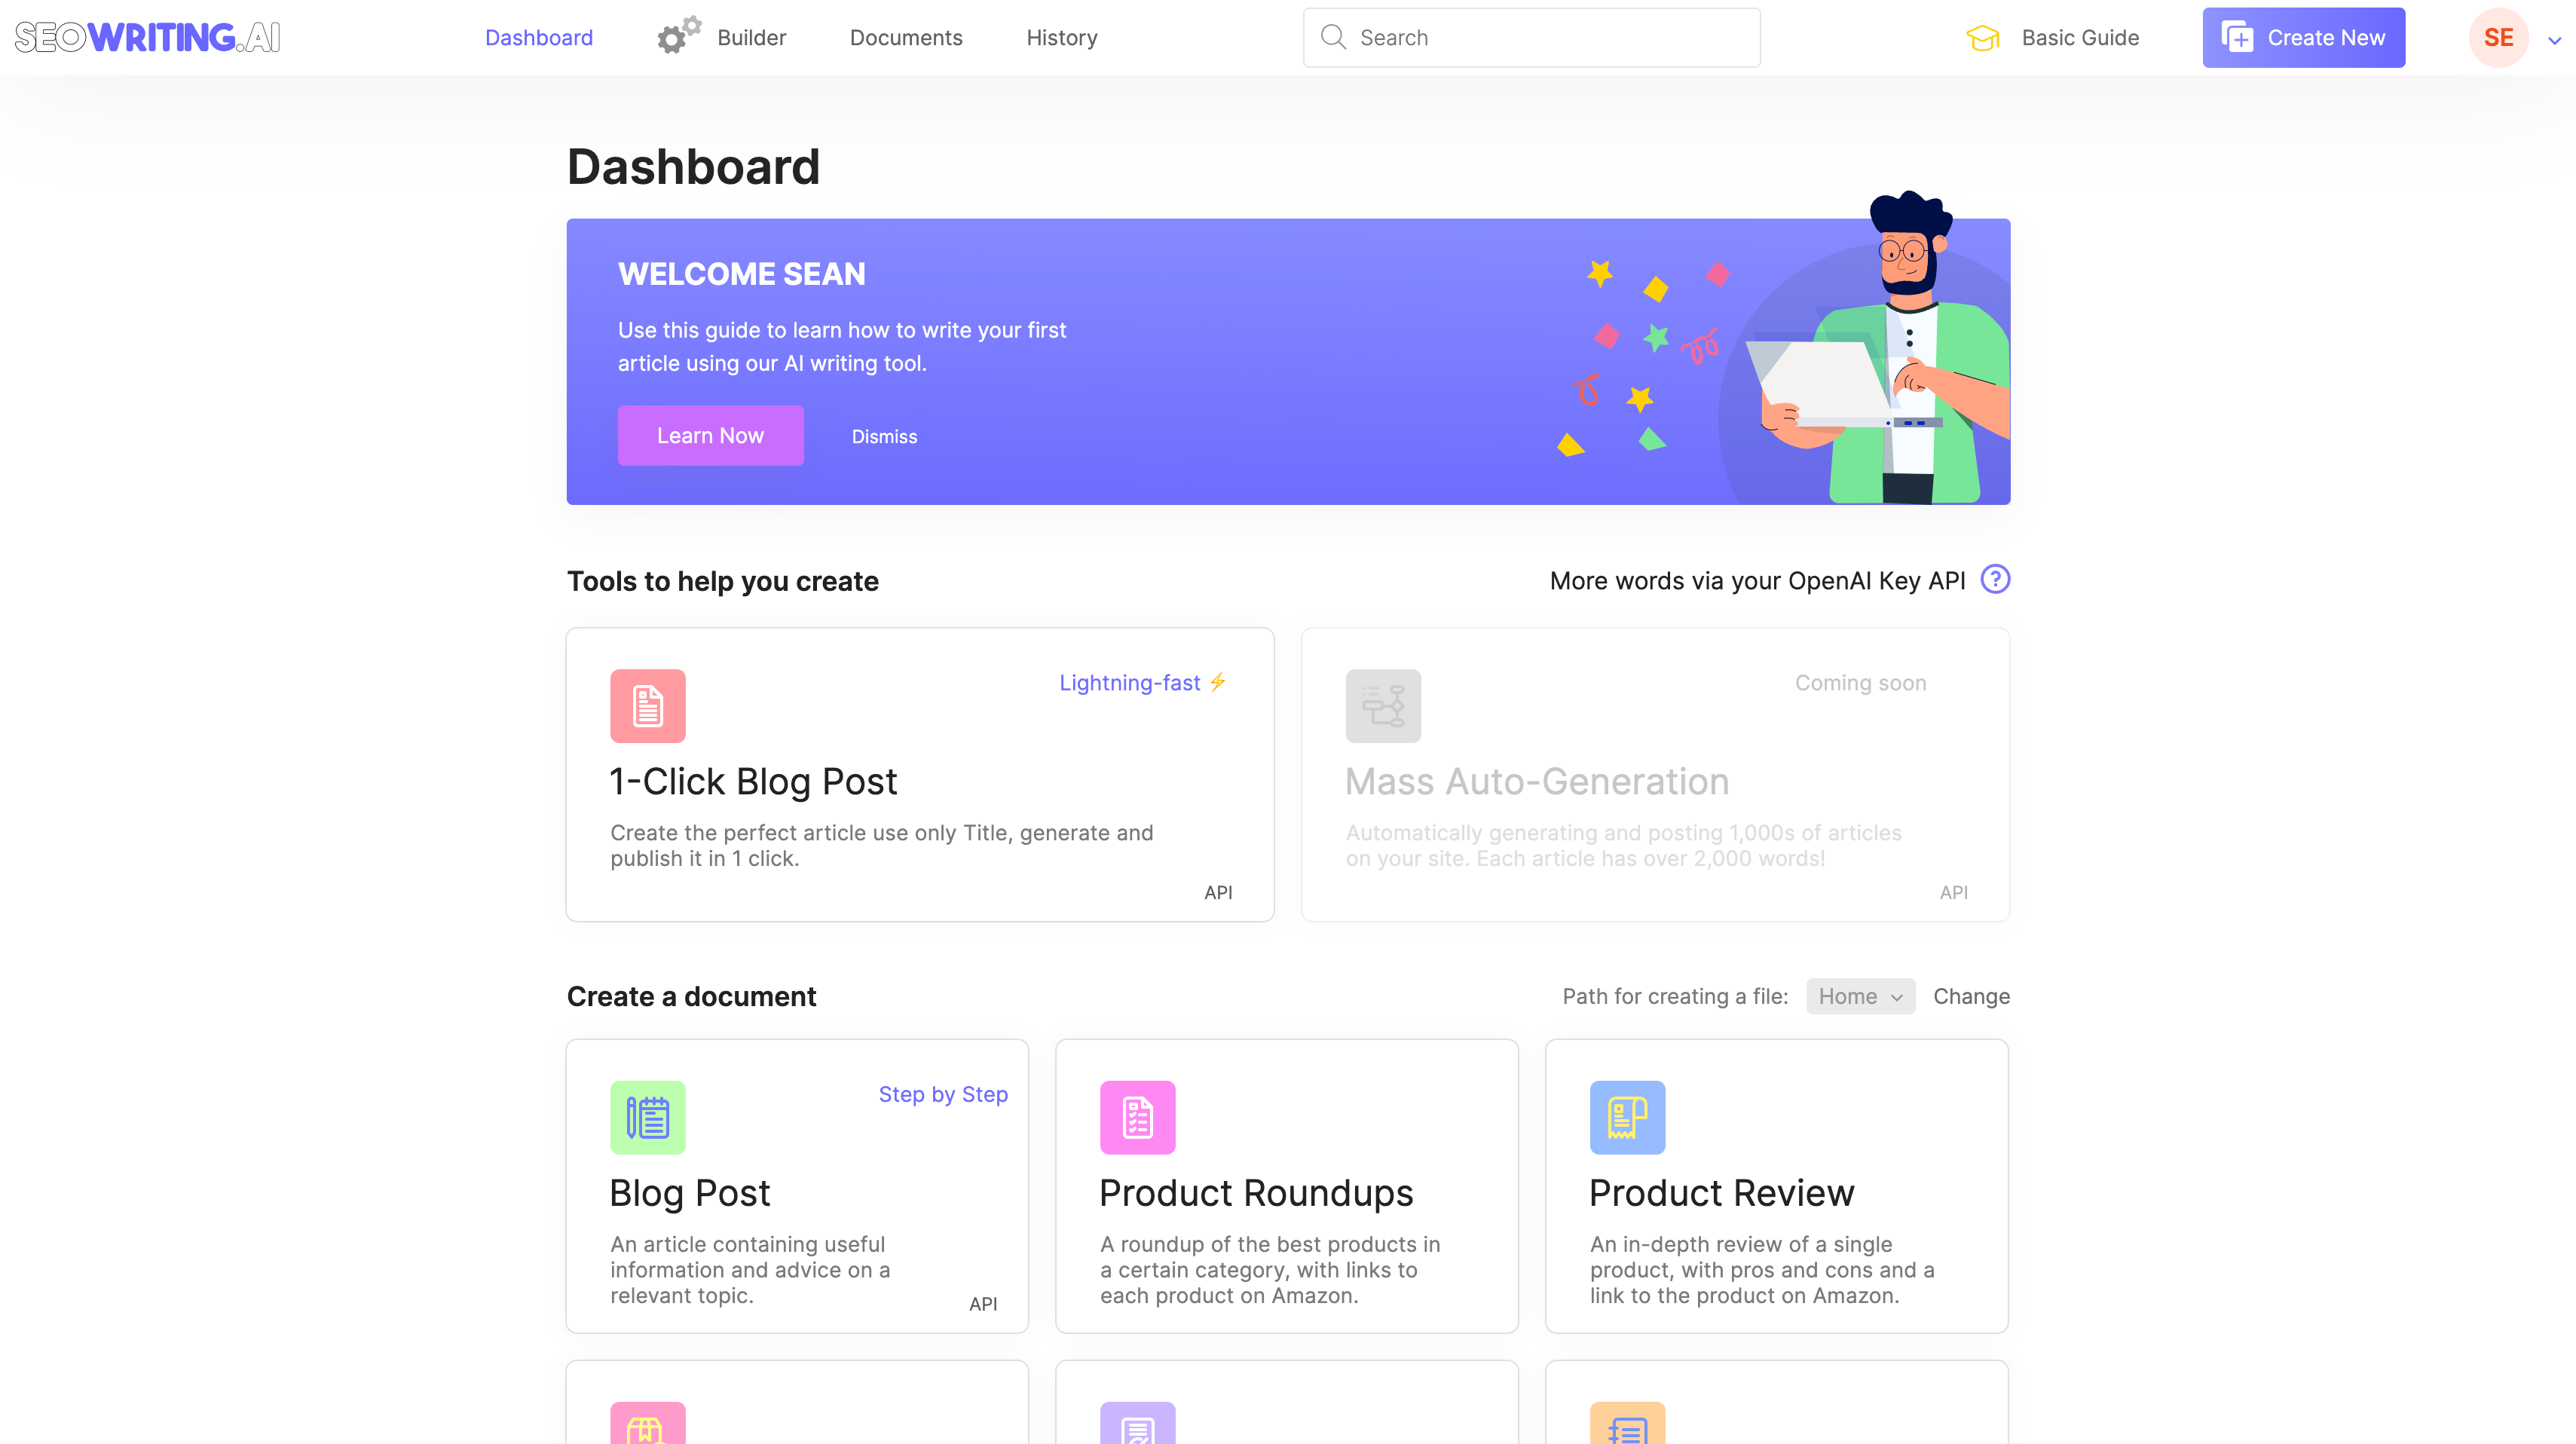 SEOWRITING.AI
Dashboard
Builder
Documents
History
Search
Basic Guide
Create New
SE
Dashboard
WELCOME SEAN
Use this guide to learn how to write your first
article using our AI writing tool.
Learn Now
Dismiss
Tools to help you create
More words via your OpenAI Key API
?
Lightning-fast ⚡
1-Click Blog Post
Create the perfect article use only Title, generate and
publish it in 1 click.
API
Coming soon
Mass Auto-Generation
Automatically generating and posting 1,000s of articles
on your site. Each article has over 2,000 words!
API
Create a document
Path for creating a file:
Home
Change
Step by Step
Blog Post
An article containing useful
information and advice on a
relevant topic.
API
Product Roundups
A roundup of the best products in
a certain category, with links to
each product on Amazon.
Product Review
An in-depth review of a single
product, with pros and cons and a
link to the product on Amazon.